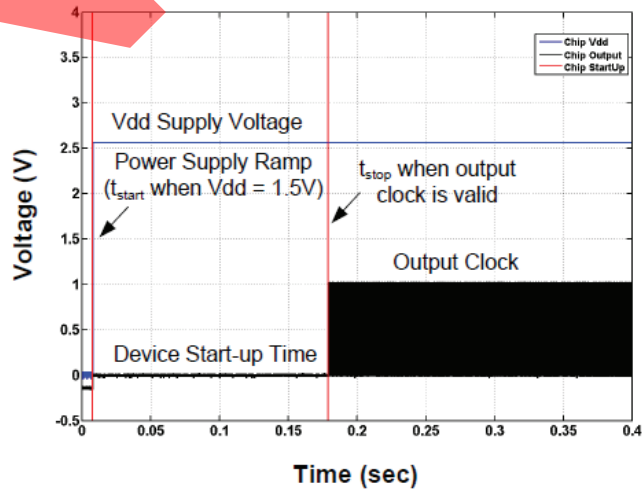 4
Chip Vdd
Chip Output
Chip StartUp
3.5
3
Vdd Supply Voltage
2.5
Power Supply Ramp
(tstart when Vdd = 1.5V)
tstop when output
clock is valid
2
1.5
Output Clock
1
0.5
Device Start-up Time
0
-0.5
0
0.05
0.1
0.15
0.2
0.25
0.3
0.35
0.4
Voltage (V)
Time (sec)